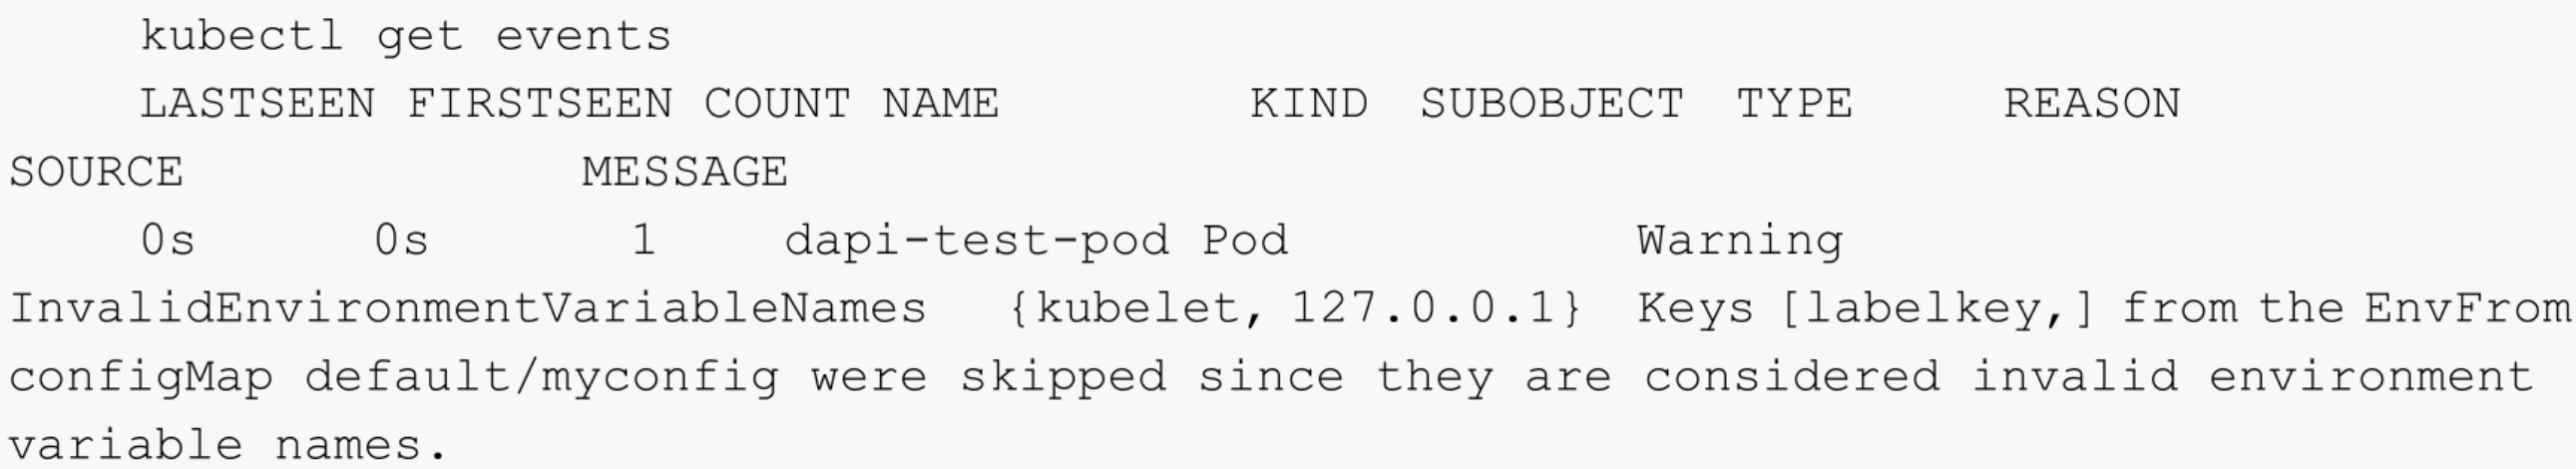 kubectl get events
LASTSEEN FIRSTSEEN COUNT NAME KIND SUBOBJECT TYPE REASON
SOURCE MESSAGE
0s 0s 1 dapi-test-pod Pod Warning
InvalidEnvironmentVariableNames {kubelet, 127.0.0.1} Keys [labelkey,] from the EnvFrom
configMap default/myconfig were skipped since they are considered invalid environment
variable names.